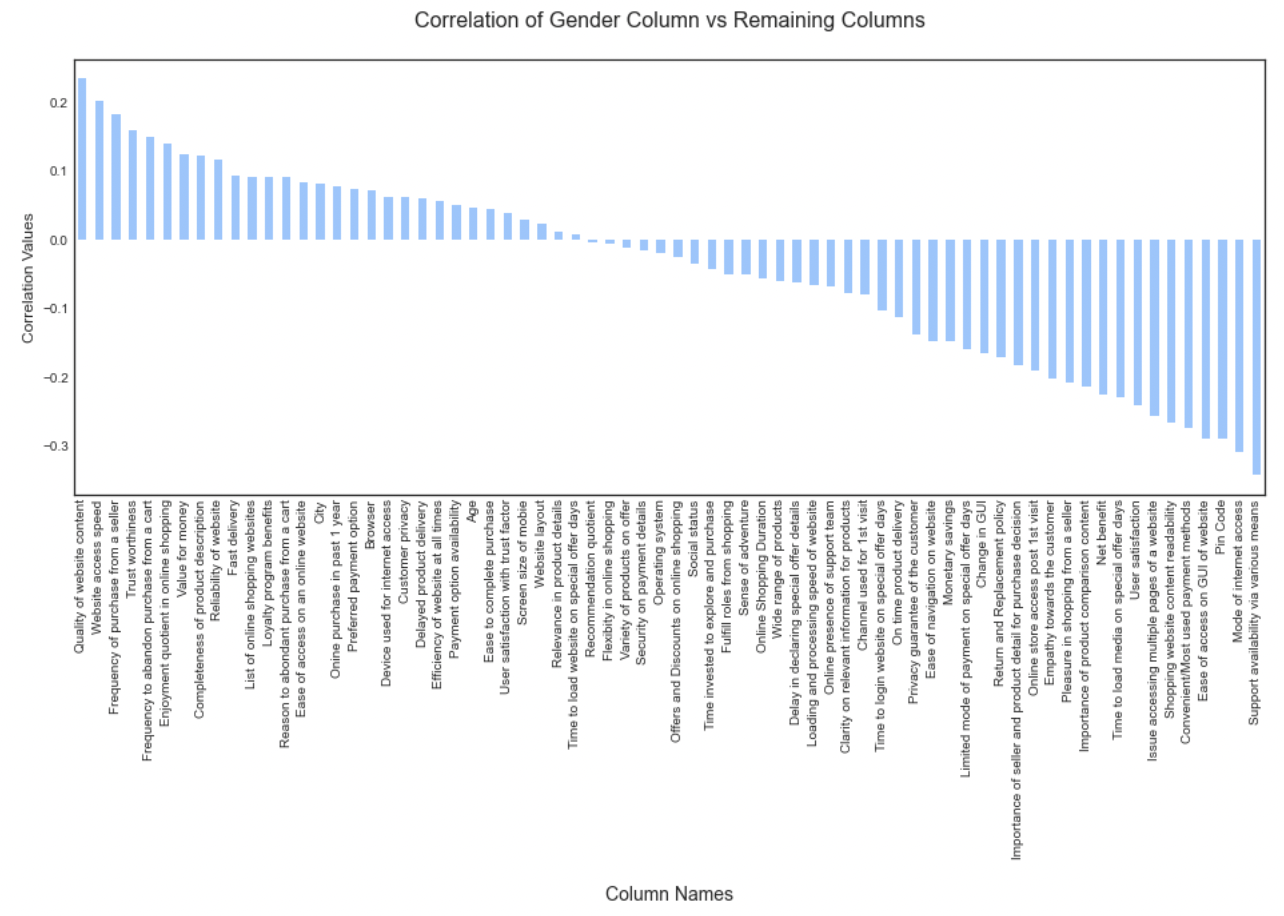 Correlation of Gender Column vs Remaining Columns
Correlation Values
0.2
0.1
0.0
−0.1
−0.2
−0.3
Quality of website content
Website access speed
Frequency of purchase from a seller
Trust worthiness
Frequency to abandon purchase from a cart
Enjoyment quotient in online shopping
Value for money
Completeness of product description
Reliability of website
Fast delivery
List of online shopping websites
Loyalty program benefits
Reason to abondant purchase from a cart
Ease of access on an online website
City
Onine purchase in past 1 year
Preferred payment option
Browser
Device used for internet access
Customer privacy
Delayed product delivery
Efficiency of website at all times
Payment option availability
Age
Ease to complete purchase
User satisfaction with trust factor
Screen size of mobie
Website layout
Relevance in product details
Time to load website on special offer days
Recommendation quotient
Flexibity in online shopping
Variety of products on offer
Security on payment details
Operating system
Offers and Discounts on online shopping
Social status
Time invested to explore and purchase
Fulfill roles from shopping
Sense of adventure
Online Shopping Duration
Wide range of products
Delay in declaring special offer details
Loading and processing speed of website
Online presence of support team
Clarity on relevant information for products
Channel used for 1st visit
Time to login website on special offer days
On time product delivery
Privacy guarantee of the customer
Ease of navigation on website
Monetary savings
Limited mode of payment on special offer days
Change in GUI
Return and Replacement policy
Importance of seller and product detail for purchase decision
Online store access post 1st visit
Empathy towards the customer
Pleasure in shopping from a seller
Importance of product comparison content
Net benefit
Time to load media on special offer days
User satisfaction
Issue accessing multiple pages of a website
Shopping website content readability
Convenient/Most used payment methods
Ease of access on GUI of website
Pin Code
Mode of internet access
Support availability via various means
Column Names